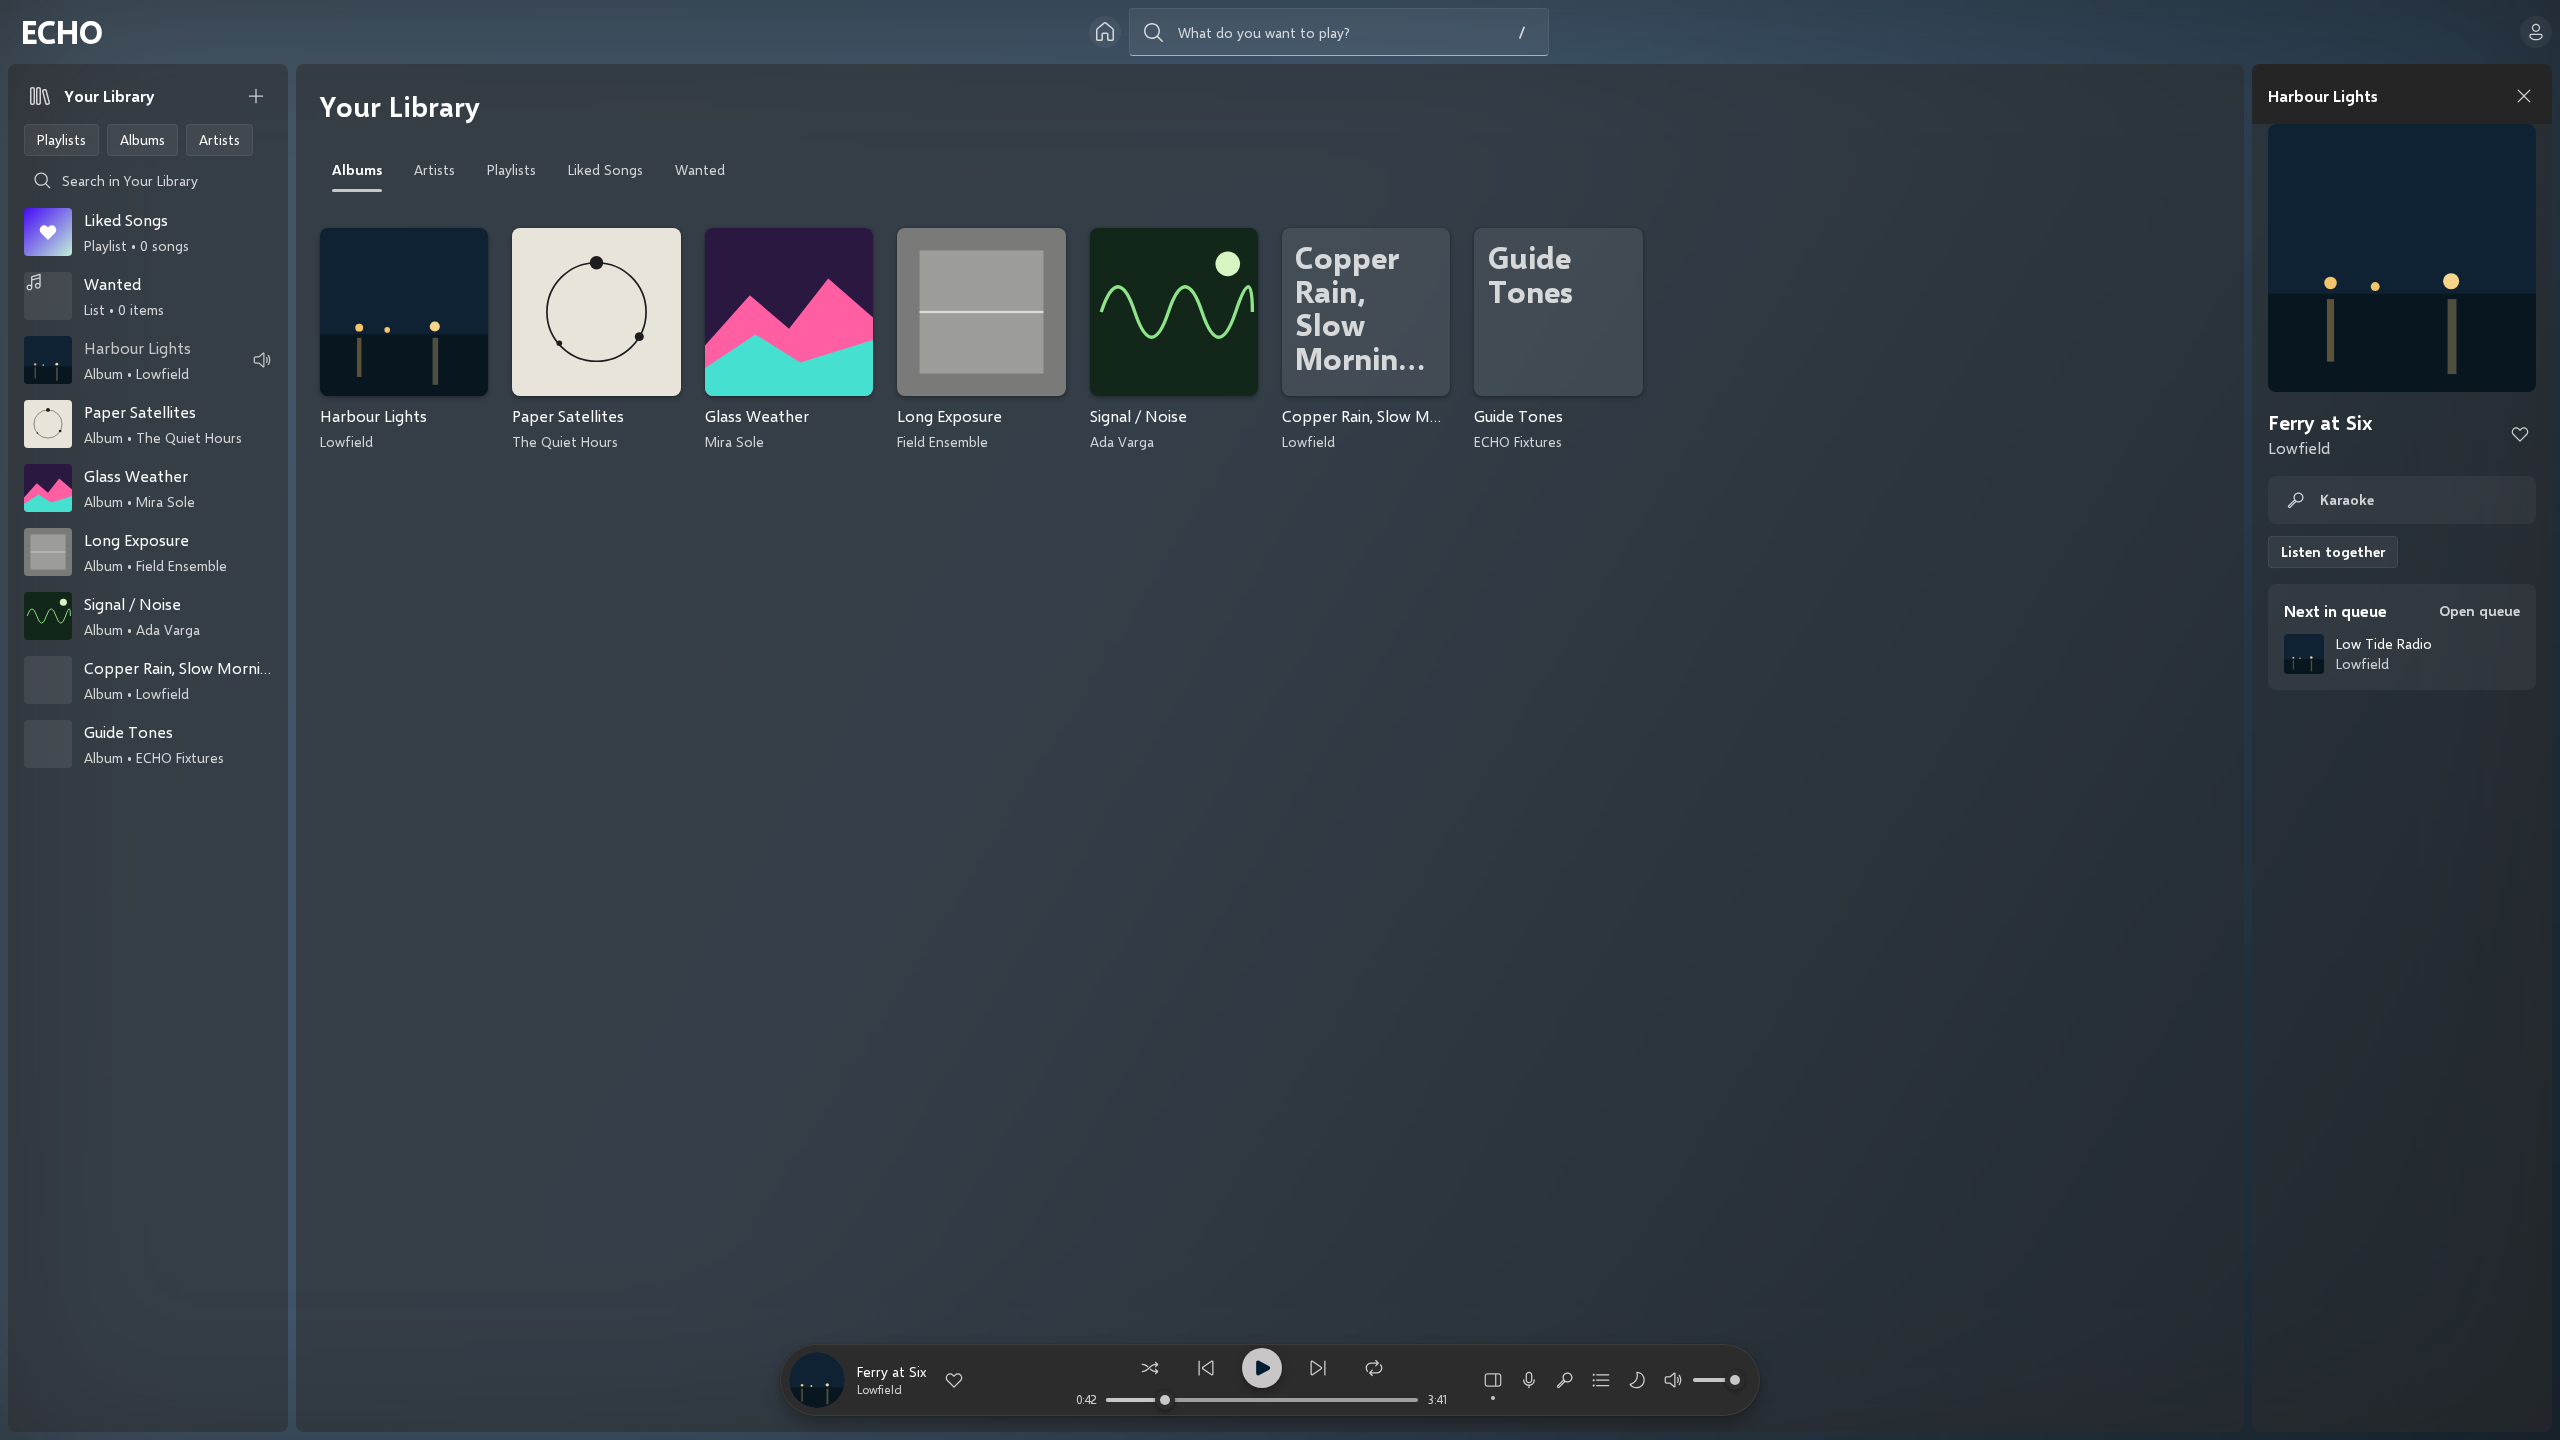 ECHO
What do you want to play?
/
Your Library
Playlists
Albums
Artists
Search in Your Library
Liked Songs
Playlist • 0 songs
Wanted
List • 0 items
Harbour Lights
Album • Lowfield
Paper Satellites
Album • The Quiet Hours
Glass Weather
Album • Mira Sole
Long Exposure
Album • Field Ensemble
Signal / Noise
Album • Ada Varga
Copper Rain, Slow Morni...
Album • Lowfield
Guide Tones
Album • ECHO Fixtures
Your Library
Albums
Artists
Playlists
Liked Songs
Wanted
Harbour Lights
Lowfield
Paper Satellites
The Quiet Hours
Glass Weather
Mira Sole
Long Exposure
Field Ensemble
Signal / Noise
Ada Varga
Copper
Rain,
Slow
Mornin...
Copper Rain, Slow M...
Lowfield
Guide
Tones
Guide Tones
ECHO Fixtures
Harbour Lights
Ferry at Six
Lowfield
Karaoke
Listen together
Next in queue
Open queue
Low Tide Radio
Lowfield
Ferry at Six
Lowfield
0:42
3:41